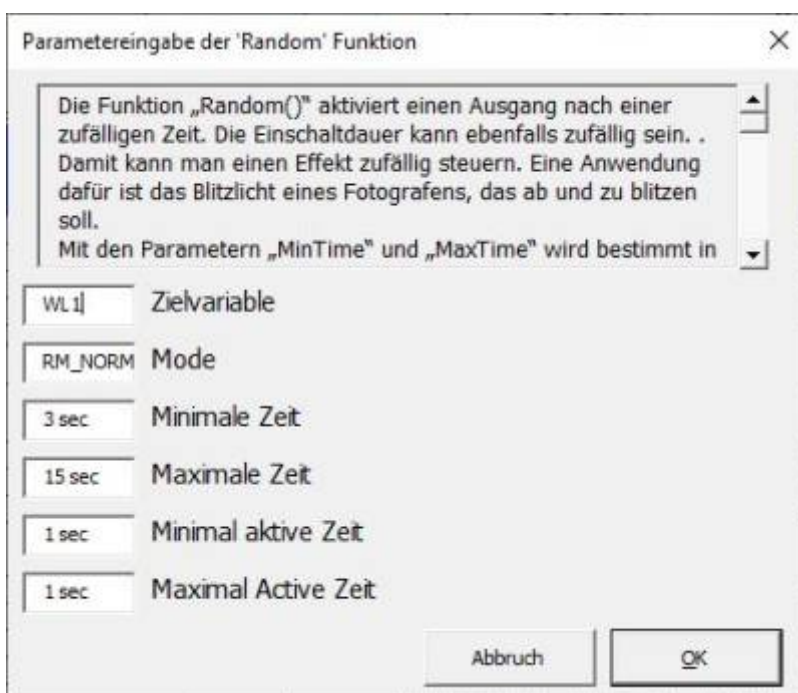 Parametereingabe der 'Random' Funktion
Die Funktion „Random()“ aktiviert einen Ausgang nach einer
zufälligen Zeit. Die Einschaltdauer kann ebenfalls zufällig sein. .
Damit kann man einen Effekt zufällig steuern. Eine Anwendung
dafür ist das Blitzlicht eines Fotografens, das ab und zu blitzen
soll.
Mit den Parametern „MinTime“ und „MaxTime“ wird bestimmt in
WL1 Zielvariable
RM_NORM Mode
3 sec Minimale Zeit
15 sec Maximale Zeit
1 sec Minimal aktive Zeit
1 sec Maximal Active Zeit
Abbruch OK